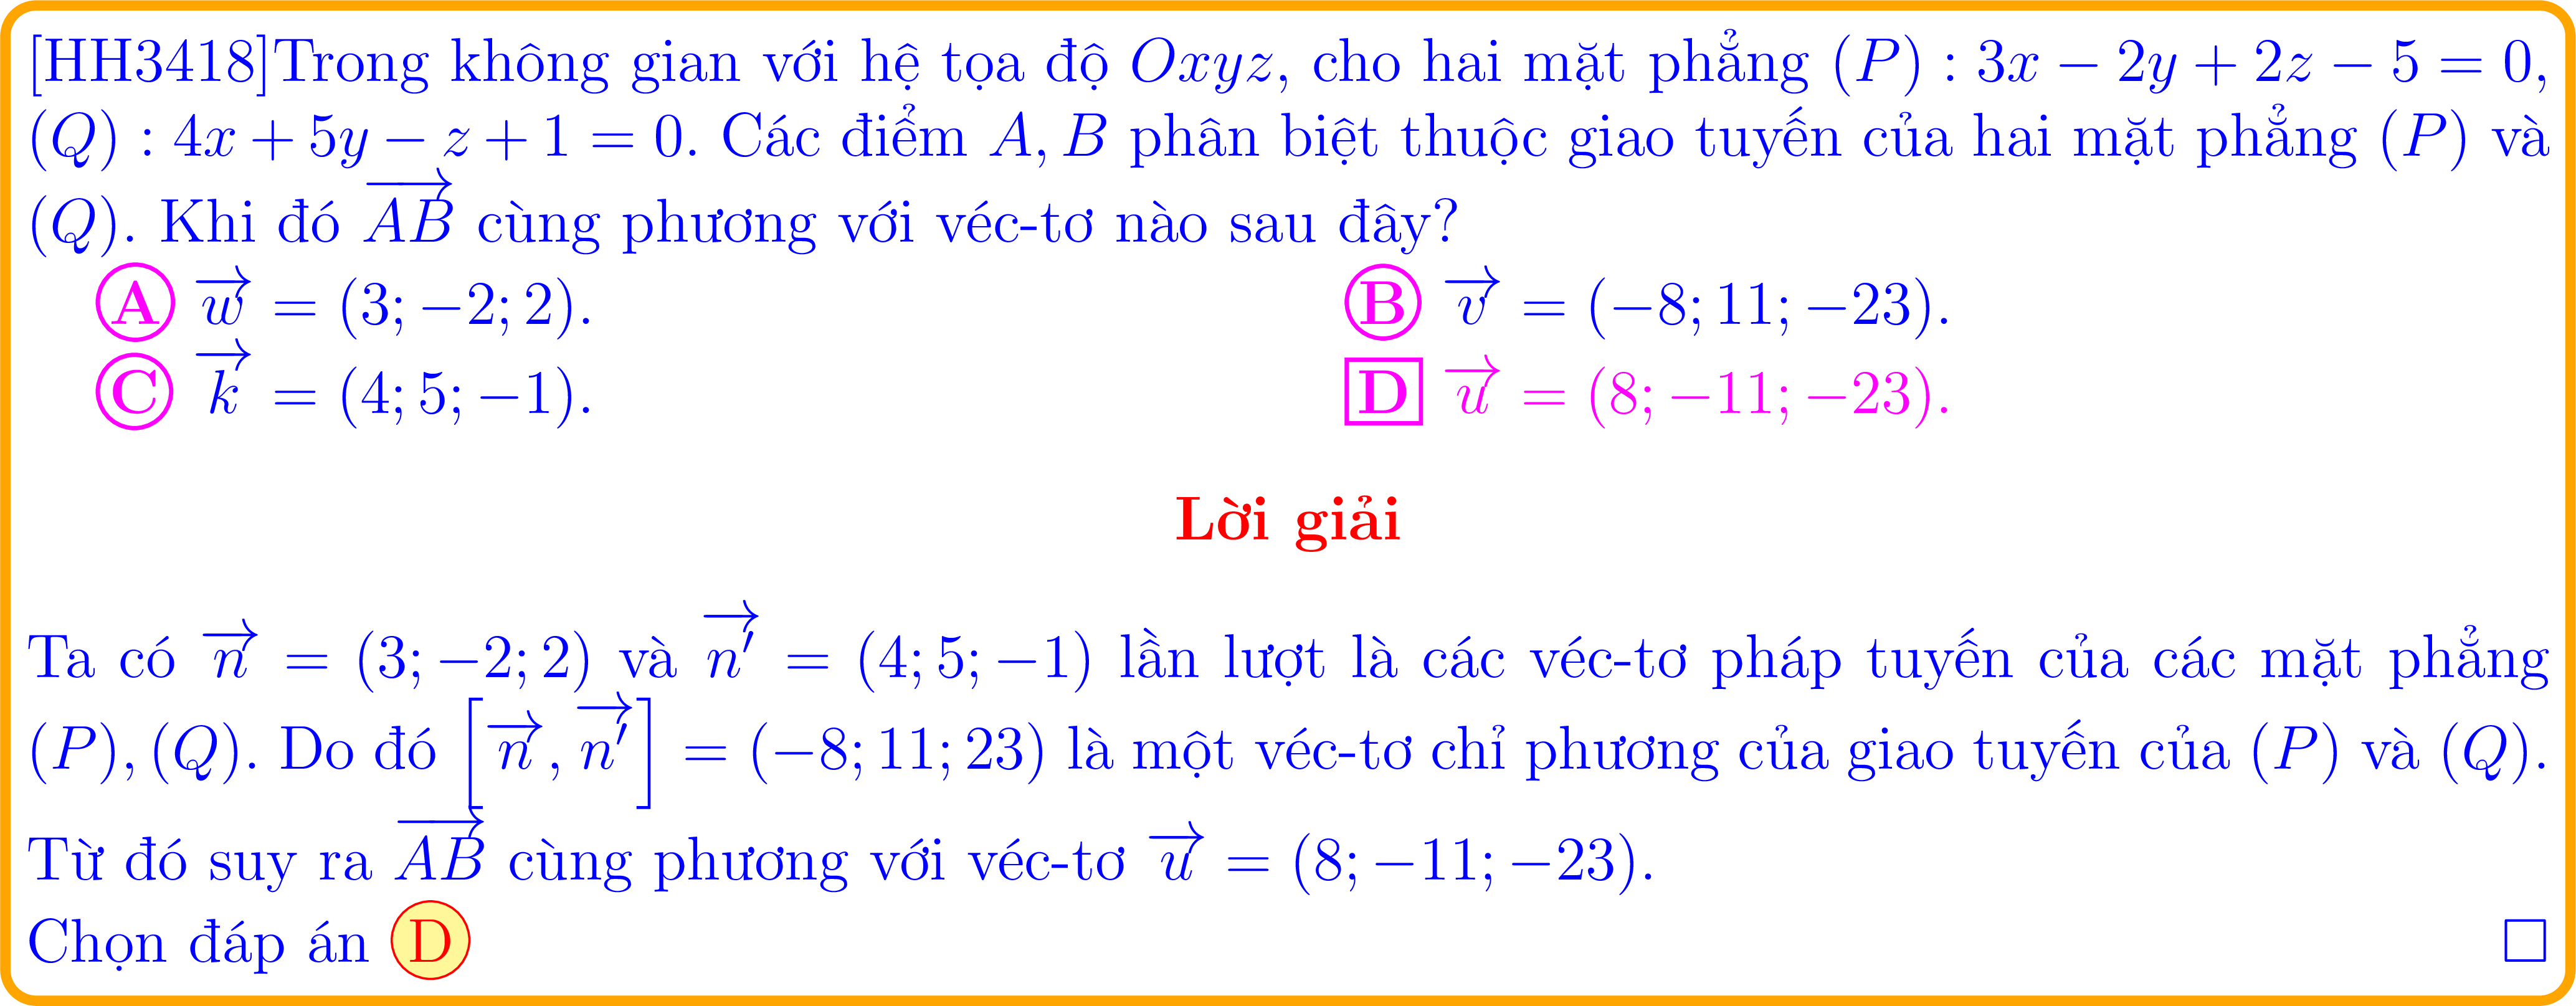 [HH3418]Trong không gian với hệ tọa độ Oxyz, cho hai mặt phẳng (P) : 3x − 2y + 2z − 5 = 0,
(Q) : 4x + 5y − z + 1 = 0. Các điểm A, B phân biệt thuộc giao tuyến của hai mặt phẳng (P) và
(Q). Khi đó \overrightarrow{AB} cùng phương với véc-tơ nào sau đây?
A \overrightarrow{w} = (3; −2; 2). B \overrightarrow{v} = (−8; 11; −23).
C \overrightarrow{k} = (4; 5; −1). D \overrightarrow{u} = (8; −11; −23).
Lời giải
Ta có \overrightarrow{n} = (3; −2; 2) và \overrightarrow{n'} = (4; 5; −1) lần lượt là các véc-tơ pháp tuyến của các mặt phẳng
(P), (Q). Do đó [\overrightarrow{n}, \overrightarrow{n'}] = (−8; 11; 23) là một véc-tơ chỉ phương của giao tuyến của (P) và (Q).
Từ đó suy ra \overrightarrow{AB} cùng phương với véc-tơ \overrightarrow{u} = (8; −11; −23).
Chọn đáp án D □